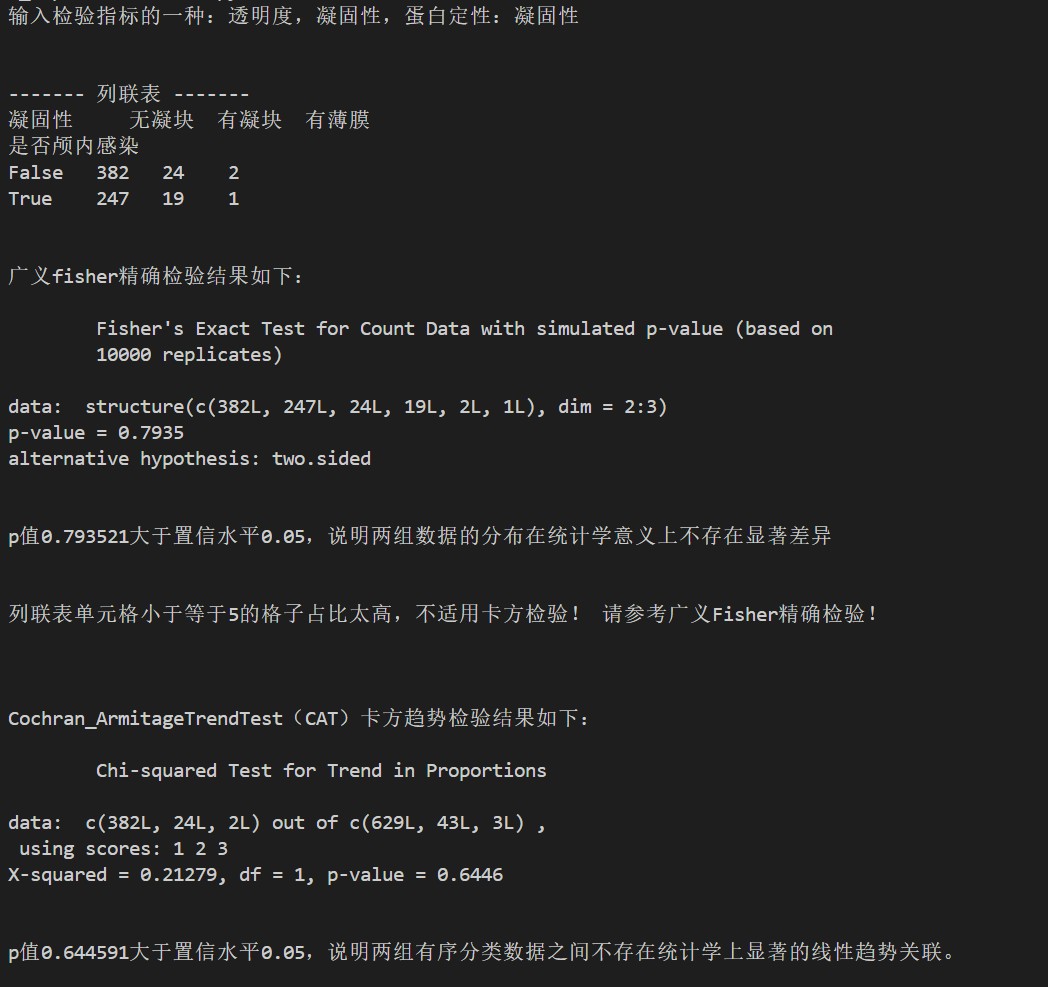 输入检验指标的一种：透明度，凝固性，蛋白定性：凝固性
------- 列联表 -------
凝固性 无凝块 有凝块 有薄膜
是否颅内感染
False 382 24 2
True 247 19 1
广义fisher精确检验结果如下：
Fisher's Exact Test for Count Data with simulated p-value (based on
10000 replicates)
data: structure(c(382L, 247L, 24L, 19L, 2L, 1L), dim = 2:3)
p-value = 0.7935
alternative hypothesis: two.sided
p值0.793521大于置信水平0.05，说明两组数据的分布在统计学意义上不存在显著差异
列联表单元格小于等于5的格子占比太高，不适用卡方检验！ 请参考广义Fisher精确检验！
Cochran_ArmitageTrendTest（CAT）卡方趋势检验结果如下：
Chi-squared Test for Trend in Proportions
data: c(382L, 24L, 2L) out of c(629L, 43L, 3L) ,
using scores: 1 2 3
X-squared = 0.21279, df = 1, p-value = 0.6446
p值0.644591大于置信水平0.05，说明两组有序分类数据之间不存在统计学上显著的线性趋势关联。